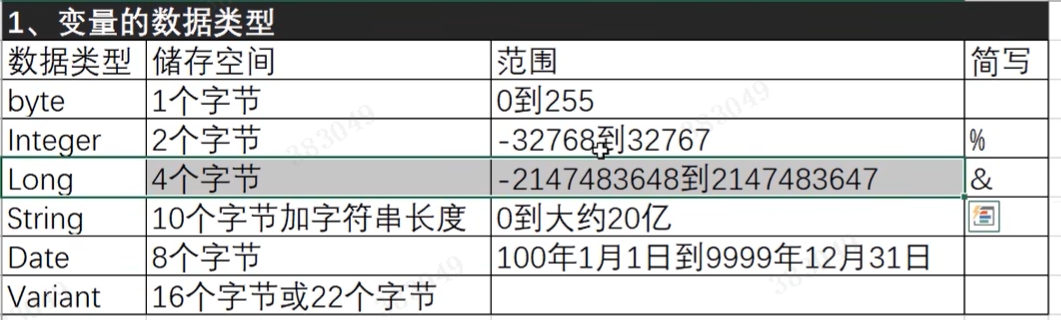 1、变量的数据类型
数据类型 储存空间 范围 简写
byte 1个字节 0到255
Integer 2个字节 -32768到32767 %
Long 4个字节 -2147483648到2147483647 &
String 10个字节加字符串长度 0到大约20亿
Date 8个字节 100年1月1日到9999年12月31日
Variant 16个字节或22个字节
383049
383049
383049
383049